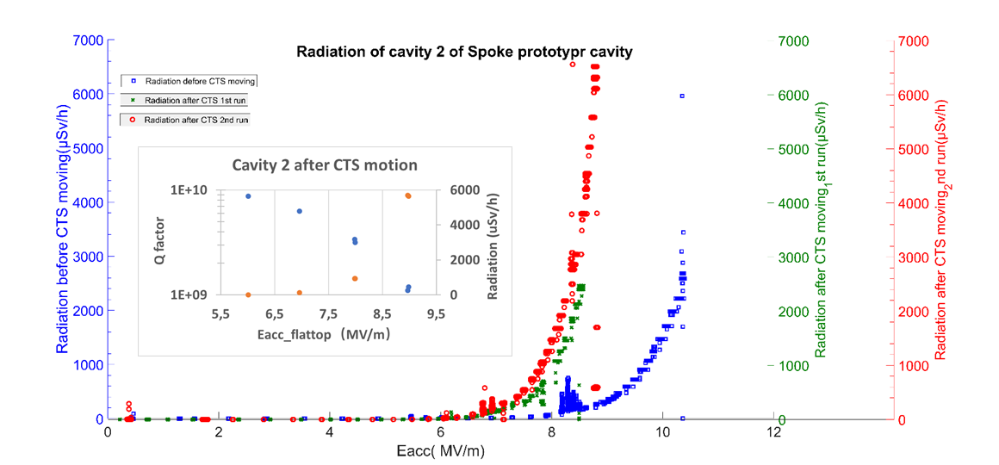 Radiation of cavity 2 of Spoke prototypr cavity
Radiation defore CTS moving
Radiation after CTS 1st run
Radiation after CTS 2nd run
Radiation before CTS moving(μSv/h)
7000
6000
5000
4000
3000
2000
1000
0
Cavity 2 after CTS motion
Q factor
1E+10
1E+09
6000
4000
2000
0
Radiation (uSv/h)
5,5 6,5 7,5 8,5 9,5
Eacc_flattop (MV/m)
7000
6000
5000
4000
3000
2000
1000
0
Radiation after CTS moving1st run(μSv/h)
7000
6000
5000
4000
3000
2000
1000
0
Radiation after CTS moving2nd run(μSv/h)
0 2 4 6 8 10 12
Eacc( MV/m)